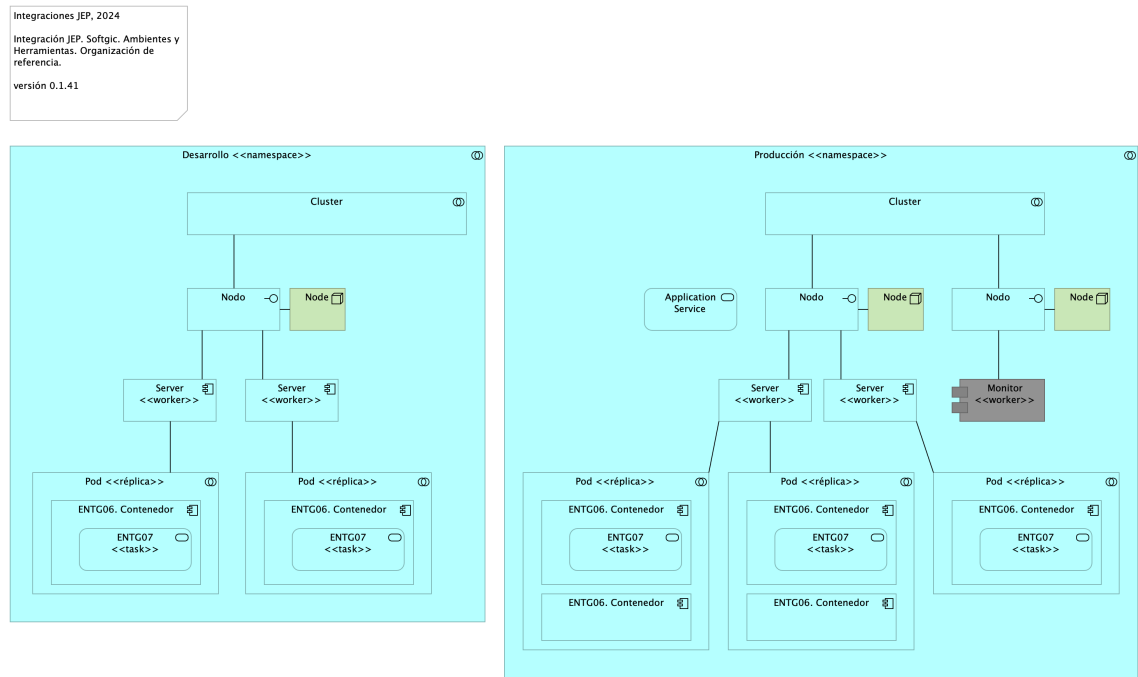 Integraciones JEP, 2024
Integración JEP. Softgic. Ambientes y
Herramientas. Organización de
referencia.
versión 0.1.41
Desarrollo <<namespace>>
Cluster
Nodo
Node
Server
<<worker>>
Server
<<worker>>
Pod <<réplica>>
ENTG06. Contenedor
ENTG07
<<task>>
Pod <<réplica>>
ENTG06. Contenedor
ENTG07
<<task>>
Producción <<namespace>>
Cluster
Application
Service
Nodo
Node
Nodo
Node
Server
<<worker>>
Server
<<worker>>
Monitor
<<worker>>
Pod <<réplica>>
ENTG06. Contenedor
ENTG07
<<task>>
ENTG06. Contenedor
Pod <<réplica>>
ENTG06. Contenedor
ENTG07
<<task>>
ENTG06. Contenedor
Pod <<réplica>>
ENTG06. Contenedor
ENTG07
<<task>>